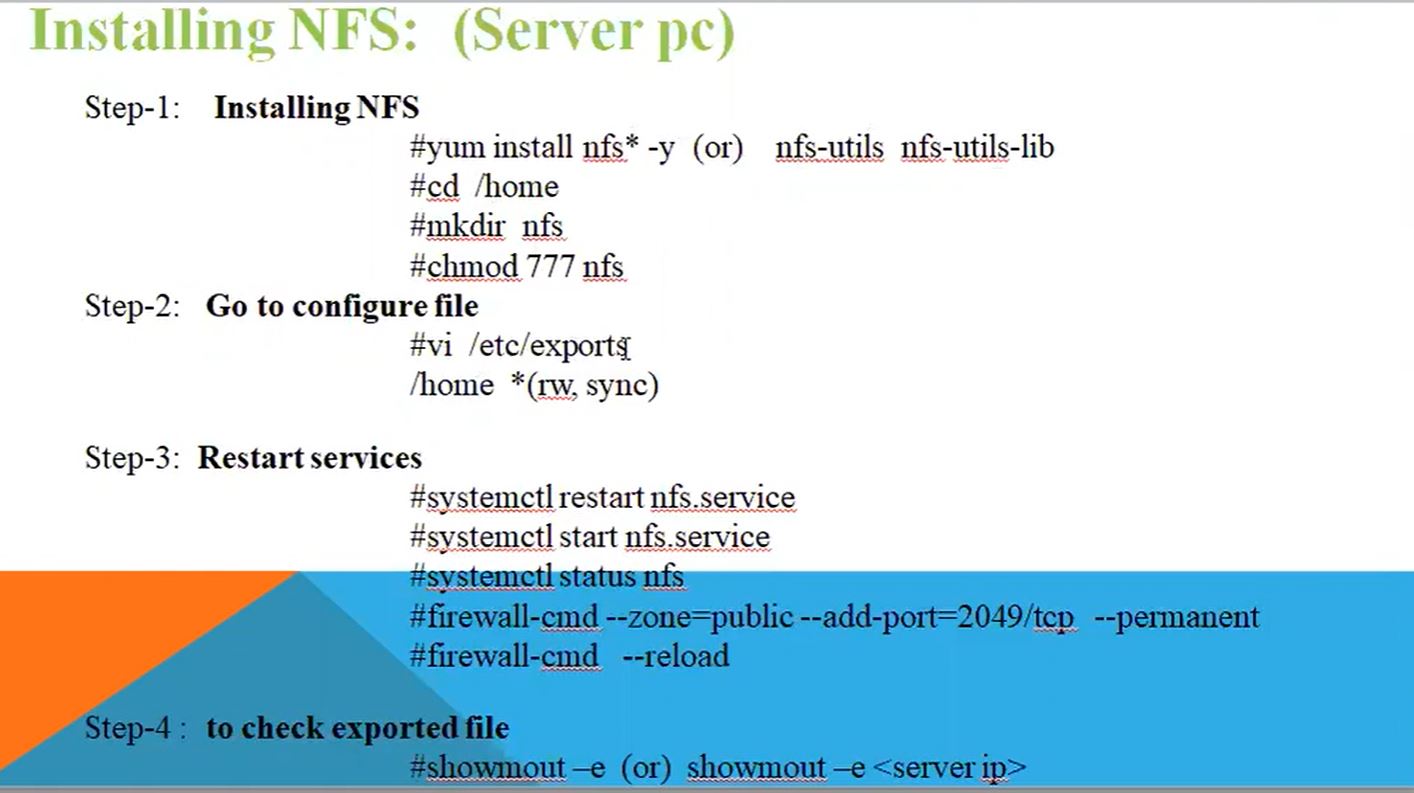 Installing NFS: (Server pc)
Step-1: Installing NFS
#yum install nfs* -y (or) nfs-utils nfs-utils-lib
#cd /home
#mkdir nfs
#chmod 777 nfs
Step-2: Go to configure file
#vi /etc/exports
/home *(rw, sync)
Step-3: Restart services
#systemctl restart nfs.service
#systemctl start nfs.service
#systemctl status nfs
#firewall-cmd --zone=public --add-port=2049/tcp --permanent
#firewall-cmd --reload
Step-4 : to check exported file
#showmout –e (or) showmout –e <server ip>